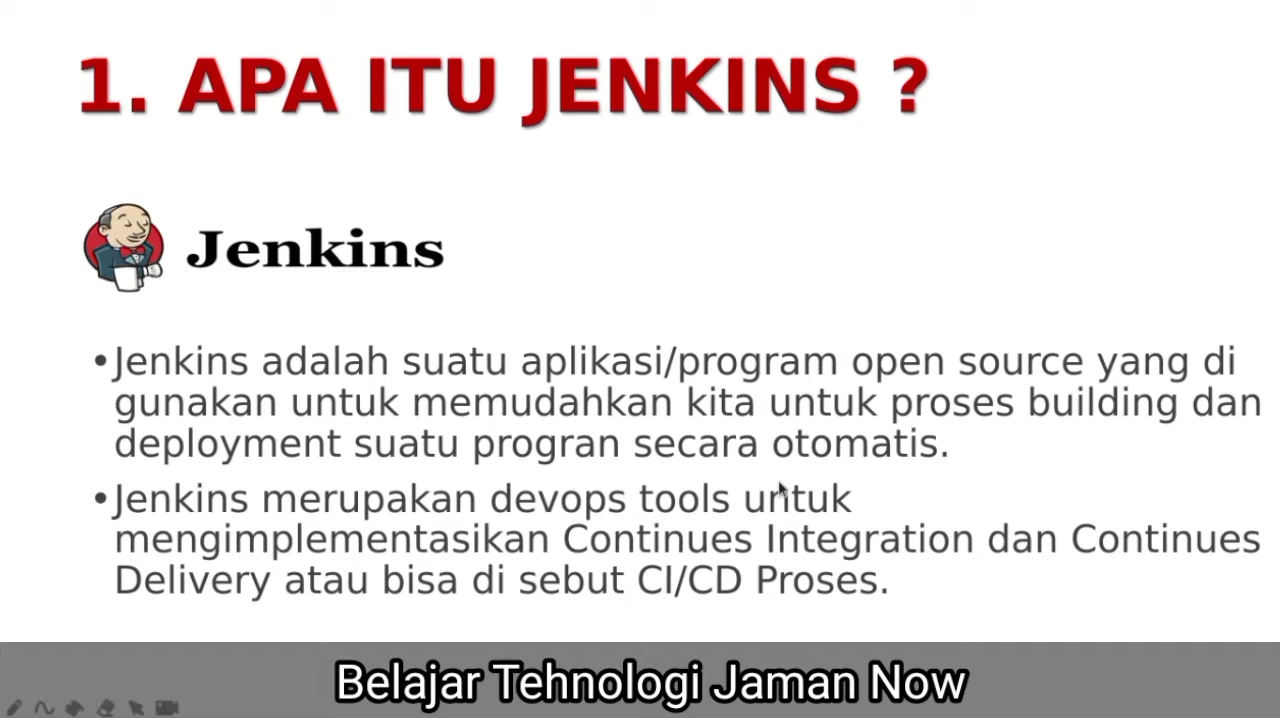 1. APA ITU JENKINS ?
Jenkins
•Jenkins adalah suatu aplikasi/program open source yang di
gunakan untuk memudahkan kita untuk proses building dan
deployment suatu progran secara otomatis.
•Jenkins merupakan devops tools untuk
mengimplementasikan Continues Integration dan Continues
Delivery atau bisa di sebut CI/CD Proses.
Belajar Tehnologi Jaman Now